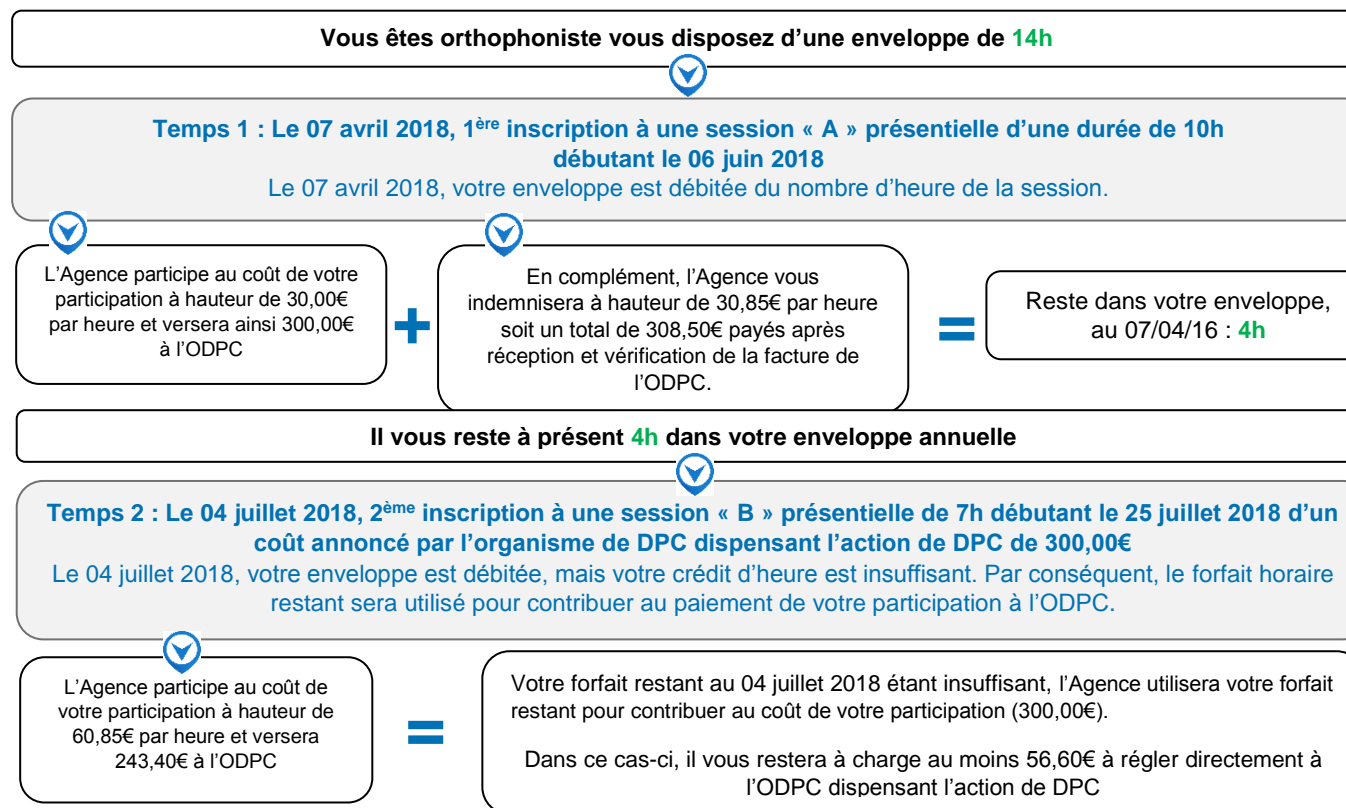 Vous êtes orthophoniste vous disposez d’une enveloppe de 14h
Temps 1 : Le 07 avril 2018, 1ère inscription à une session « A » présentielle d’une durée de 10h
débutant le 06 juin 2018
Le 07 avril 2018, votre enveloppe est débitée du nombre d’heure de la session.
L’Agence participe au coût de votre
participation à hauteur de 30,00€
par heure et versera ainsi 300,00€
à l’ODPC
+
En complément, l’Agence vous
indemnisera à hauteur de 30,85€ par heure
soit un total de 308,50€ payés après
réception et vérification de la facture de
l’ODPC.
=
Reste dans votre enveloppe,
au 07/04/16 : 4h
Il vous reste à présent 4h dans votre enveloppe annuelle
Temps 2 : Le 04 juillet 2018, 2ème inscription à une session « B » présentielle de 7h débutant le 25 juillet 2018 d’un
coût annoncé par l’organisme de DPC dispensant l’action de DPC de 300,00€
Le 04 juillet 2018, votre enveloppe est débitée, mais votre crédit d’heure est insuffisant. Par conséquent, le forfait horaire
restant sera utilisé pour contribuer au paiement de votre participation à l’ODPC.
L’Agence participe au coût de
votre participation à hauteur de
60,85€ par heure et versera
243,40€ à l’ODPC
=
Votre forfait restant au 04 juillet 2018 étant insuffisant, l’Agence utilisera votre forfait
restant pour contribuer au coût de votre participation (300,00€).
Dans ce cas-ci, il vous restera à charge au moins 56,60€ à régler directement à
l’ODPC dispensant l’action de DPC